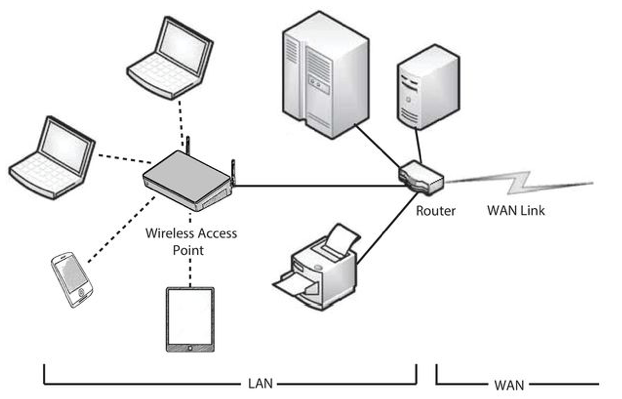 Router
WAN Link
Wireless Access
Point
LAN
WAN